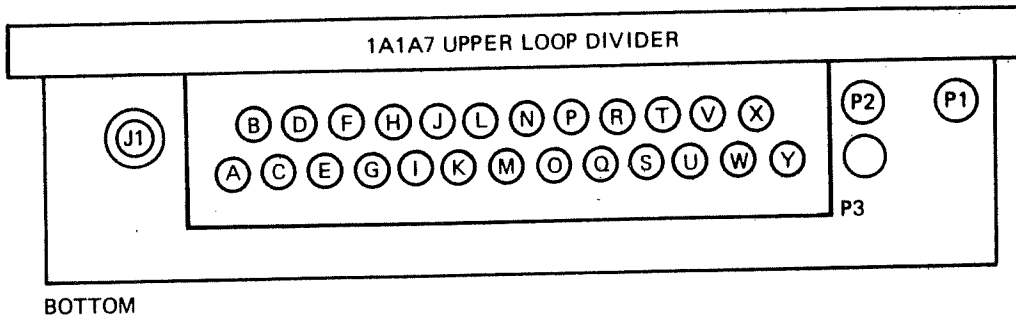 1A1A7 UPPER LOOP DIVIDER
J1 B D F H J L N P R T V X P2 P1
A C E G I K M O Q S U W Y
P3
BOTTOM